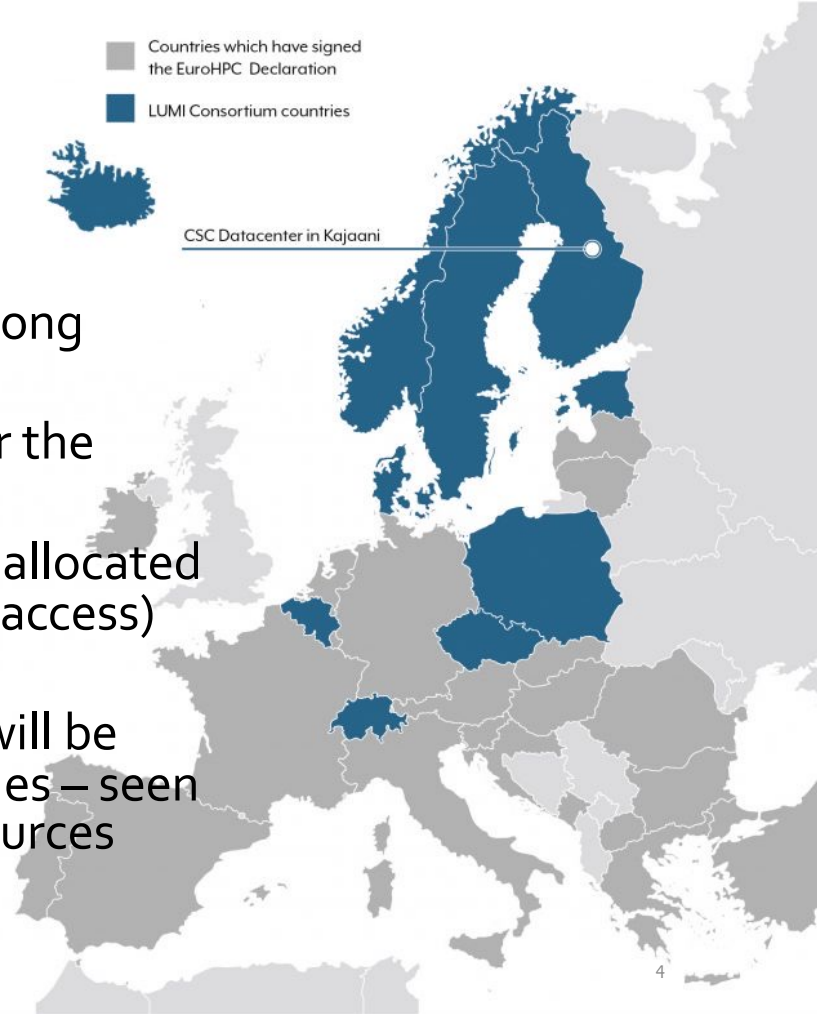 Countries which have signed
the EuroHPC Declaration
LUMI Consortium countries
CSC Datacenter in Kajaani
ong
r the
allocated
access)
will be
es – seen
urces
4